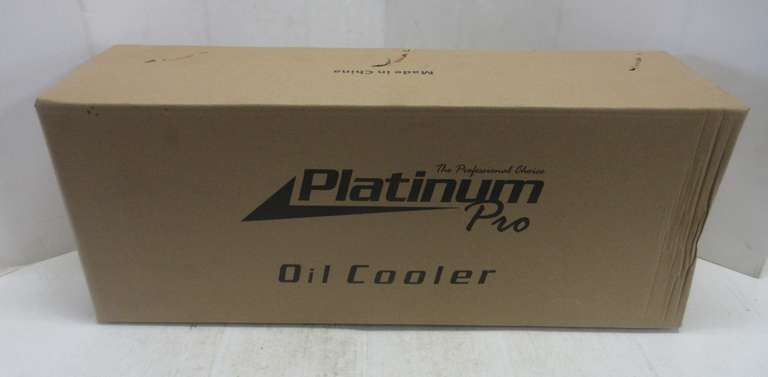 Made in China
The Professional Choice
Platinum
Pro
Oil Cooler